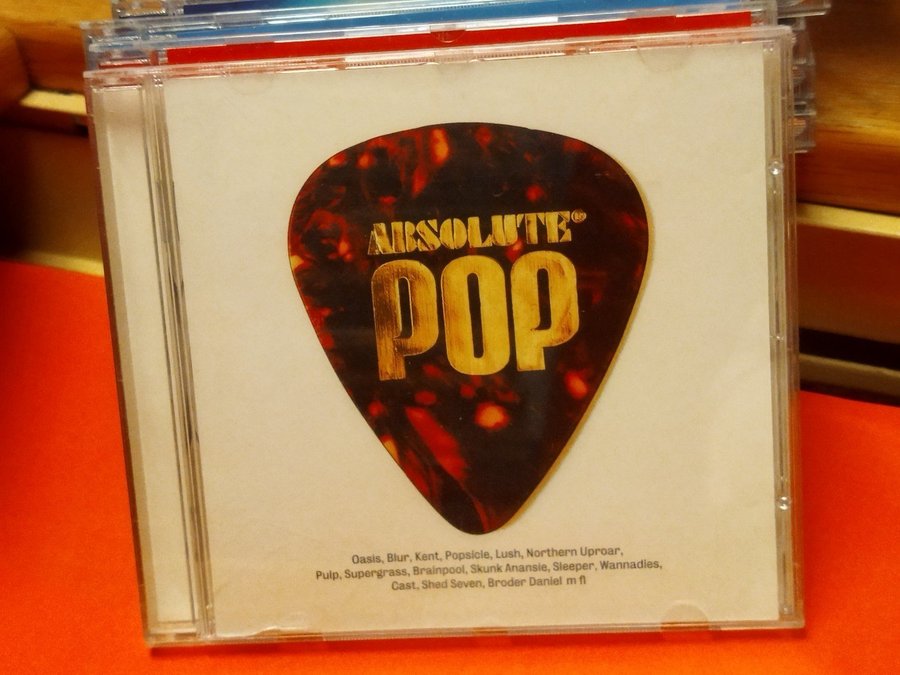 ABSOLUTE®
POP
Oasis, Blur, Kent, Popsicle, Lush, Northern Uproar,
Pulp, Supergrass, Brainpool, Skunk Anansie, Sleeper, Wannadies,
Cast, Shed Seven, Broder Daniel m fl